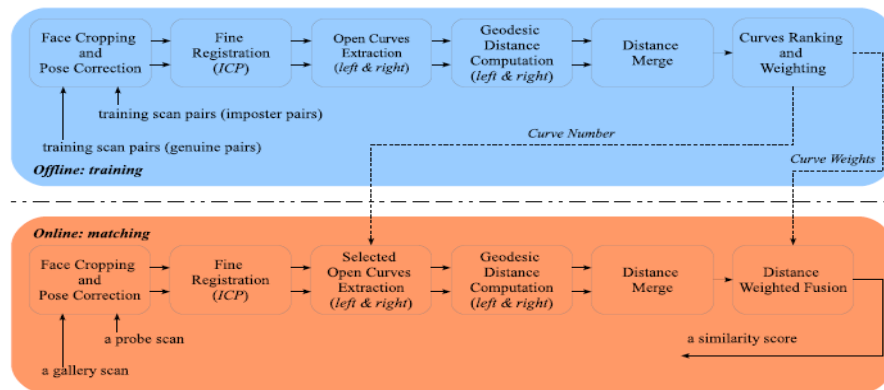 Face Cropping
and
Pose Correction
Fine
Registration
(ICP)
Open Curves
Extraction
(left & right)
Geodesic
Distance
Computation
(left & right)
Distance
Merge
Curves Ranking
and
Weighting
training scan pairs (imposter pairs)
training scan pairs (genuine pairs)
Curve Number
Curve Weights
Offline: training
Online: matching
Face Cropping
and
Pose Correction
Fine
Registration
(ICP)
Selected
Open Curves
Extraction
(left & right)
Geodesic
Distance
Computation
(left & right)
Distance
Merge
Distance
Weighted Fusion
a probe scan
a similarity score
a gallery scan